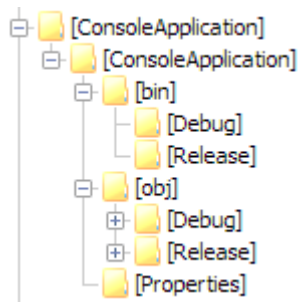 [ConsoleApplication]
[ConsoleApplication]
[bin]
[Debug]
[Release]
[obj]
[Debug]
[Release]
[Properties]